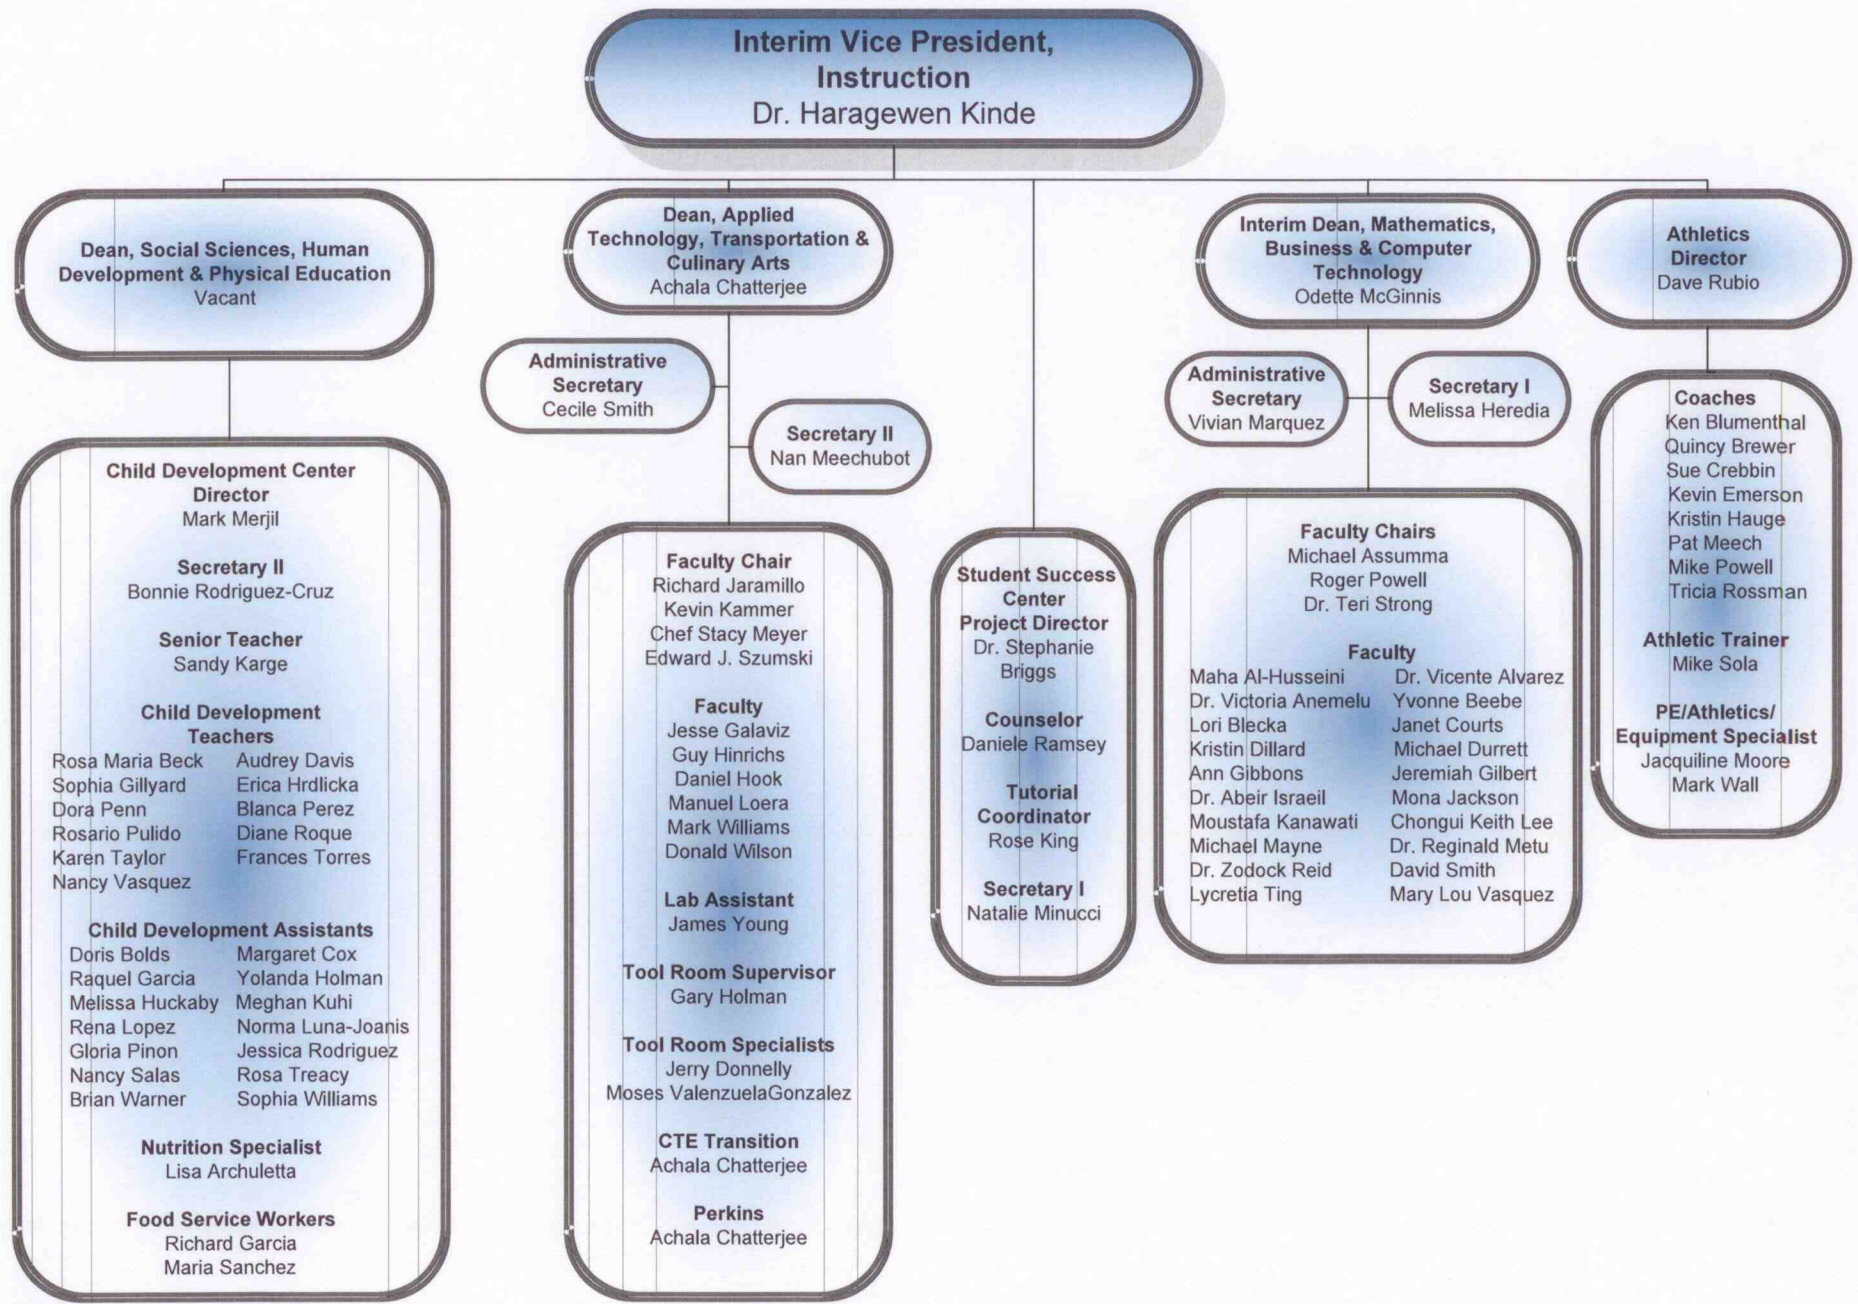 Interim Vice President,
Instruction
Dr. Haragewen Kinde
Dean, Social Sciences, Human
Development & Physical Education
Vacant
Child Development Center
Director
Mark Merjil
Secretary II
Bonnie Rodriguez-Cruz
Senior Teacher
Sandy Karge
Child Development
Teachers
Rosa Maria Beck Audrey Davis
Sophia Gillyard Erica Hrdlicka
Dora Penn Blanca Perez
Rosario Pulido Diane Roque
Karen Taylor Frances Torres
Nancy Vasquez
Child Development Assistants
Doris Bolds Margaret Cox
Raquel Garcia Yolanda Holman
Melissa Huckaby Meghan Kuhi
Rena Lopez Norma Luna-Joanis
Gloria Pinon Jessica Rodriguez
Nancy Salas Rosa Treacy
Brian Warner Sophia Williams
Nutrition Specialist
Lisa Archuletta
Food Service Workers
Richard Garcia
Maria Sanchez
Dean, Applied
Technology, Transportation &
Culinary Arts
Achala Chatterjee
Administrative
Secretary
Cecile Smith
Secretary II
Nan Meechubot
Faculty Chair
Richard Jaramillo
Kevin Kammer
Chef Stacy Meyer
Edward J. Szumski
Faculty
Jesse Galaviz
Guy Hinrichs
Daniel Hook
Manuel Loera
Mark Williams
Donald Wilson
Lab Assistant
James Young
Tool Room Supervisor
Gary Holman
Tool Room Specialists
Jerry Donnelly
Moses ValenzuelaGonzalez
CTE Transition
Achala Chatterjee
Perkins
Achala Chatterjee
Student Success
Center
Project Director
Dr. Stephanie
Briggs
Counselor
Daniele Ramsey
Tutorial
Coordinator
Rose King
Secretary I
Natalie Minucci
Interim Dean, Mathematics,
Business & Computer
Technology
Odette McGinnis
Administrative
Secretary
Vivian Marquez
Secretary I
Melissa Heredia
Faculty Chairs
Michael Assumma
Roger Powell
Dr. Teri Strong
Faculty
Maha Al-Husseini Dr. Vicente Alvarez
Dr. Victoria Anemelu Yvonne Beebe
Lori Blecka Janet Courts
Kristin Dillard Michael Durrett
Ann Gibbons Jeremiah Gilbert
Dr. Abeir Israeil Mona Jackson
Moustafa Kanawati Chongui Keith Lee
Michael Mayne Dr. Reginald Metu
Dr. Zodock Reid David Smith
Lycretia Ting Mary Lou Vasquez
Athletics
Director
Dave Rubio
Coaches
Ken Blumenthal
Quincy Brewer
Sue Crebbin
Kevin Emerson
Kristin Hauge
Pat Meech
Mike Powell
Tricia Rossman
Athletic Trainer
Mike Sola
PE/Athletics/
Equipment Specialist
Jacquiline Moore
Mark Wall